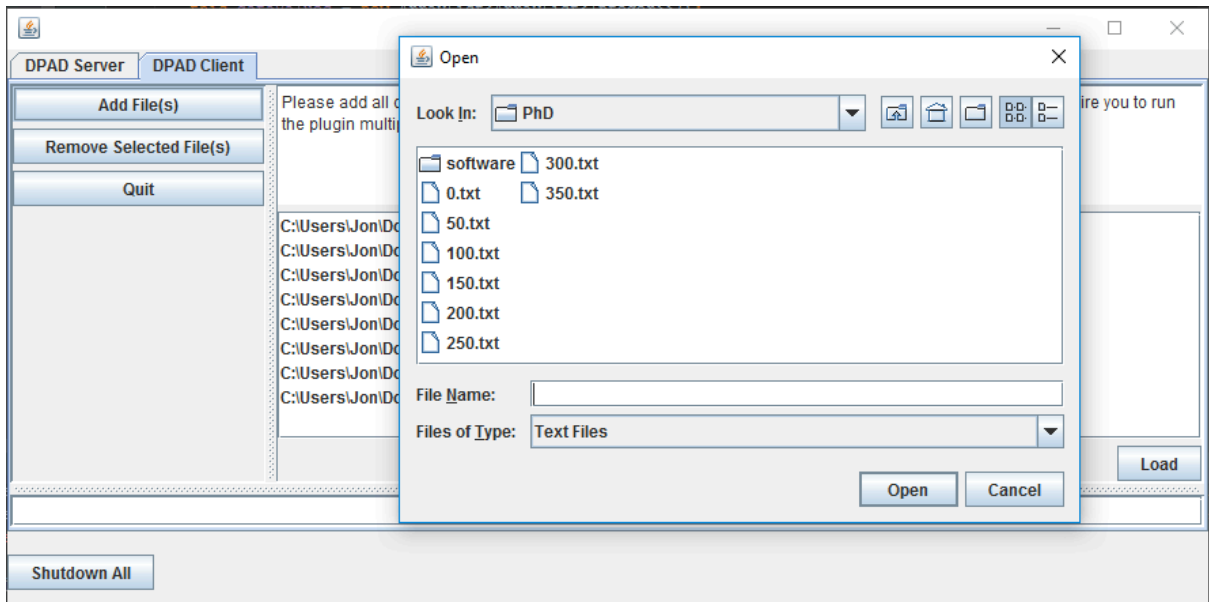 DPAD Server DPAD Client
Add File(s)
Remove Selected File(s)
Quit
Please add all
ire you to run
the plugin
C:\Users\Jon\Do
C:\Users\Jon\Do
C:\Users\Jon\Do
C:\Users\Jon\Do
C:\Users\Jon\Do
C:\Users\Jon\Do
C:\Users\Jon\Do
C:\Users\Jon\Do
Load
Shutdown All
Open
Look In: PhD
software 300.txt
0.txt 350.txt
50.txt
100.txt
150.txt
200.txt
250.txt
File Name:
Files of Type: Text Files
Open Cancel